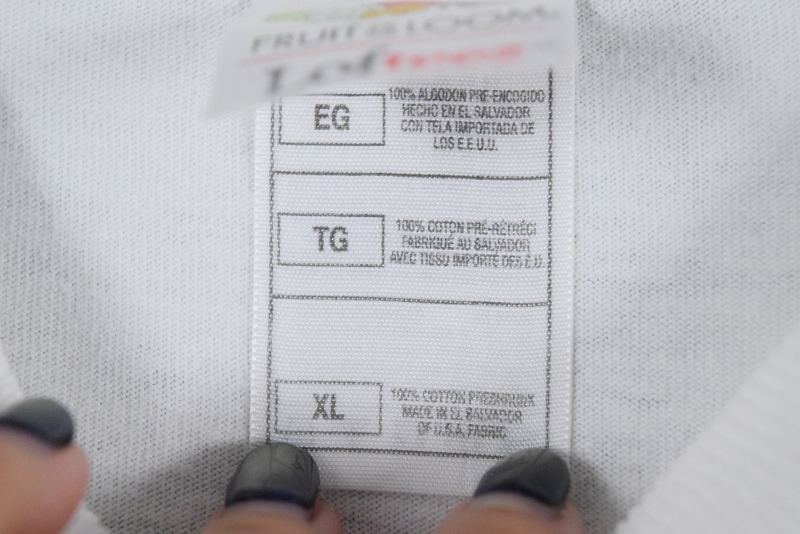 FRUIT OF THE LOOM
Lofteez
EG
100% ALGODON PRE-ENCOGIDO
HECHO EN EL SALVADOR
CON TELA IMPORTADA DE
LOS E.E.U.U.
TG
100% COTON PRÉ-RÉTRÉCI
FABRIQUÉ AU SALVADOR
AVEC TISSU IMPORTÉ DES É.U.
XL
100% COTTON PRESHRUNK
MADE IN EL SALVADOR
OF U.S.A. FABRIC